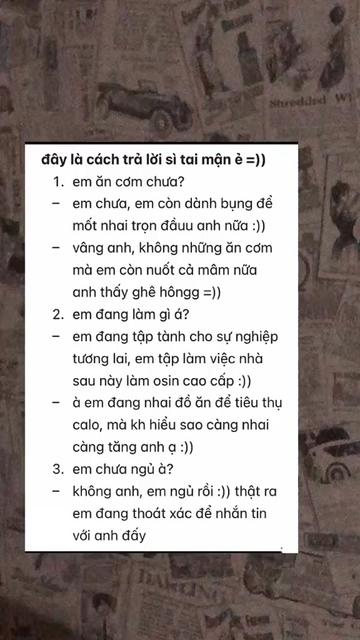 Shredded W
đây là cách trả lời sì tai mận ẻ =))
1. em ăn cơm chưa?
– em chưa, em còn dành bụng để
mốt nhai trọn đầuu anh nữa :))
– vâng anh, không những ăn cơm
mà em còn nuốt cả mâm nữa
anh thấy ghê hôngg =))
2. em đang làm gì á?
– em đang tập tành cho sự nghiệp
tương lai, em tập làm việc nhà
sau này làm osin cao cấp :))
– à em đang nhai đồ ăn để tiêu thụ
calo, mà kh hiểu sao càng nhai
càng tăng anh ạ :))
3. em chưa ngủ à?
– không anh, em ngủ rồi :)) thật ra
em đang thoát xác để nhắn tin
với anh đấy